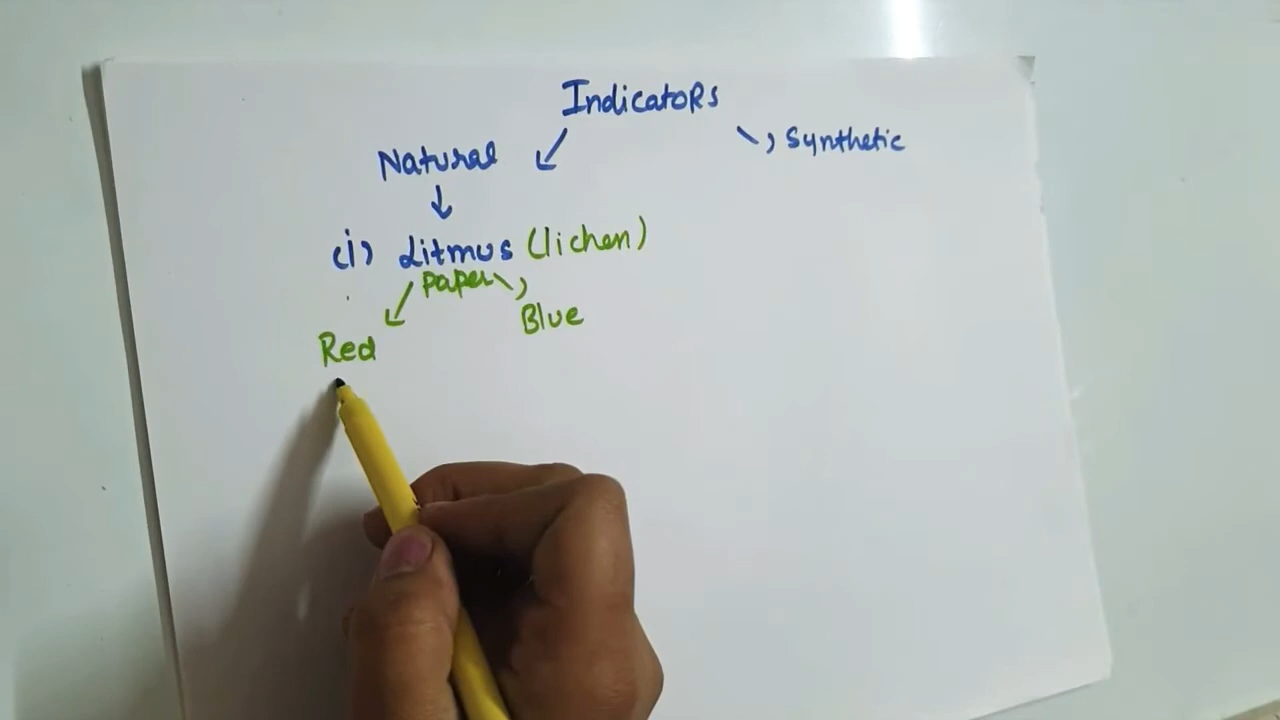 Indicators
Natural
Synthetic
(i) Litmus (lichen)
paper
Blue
Red